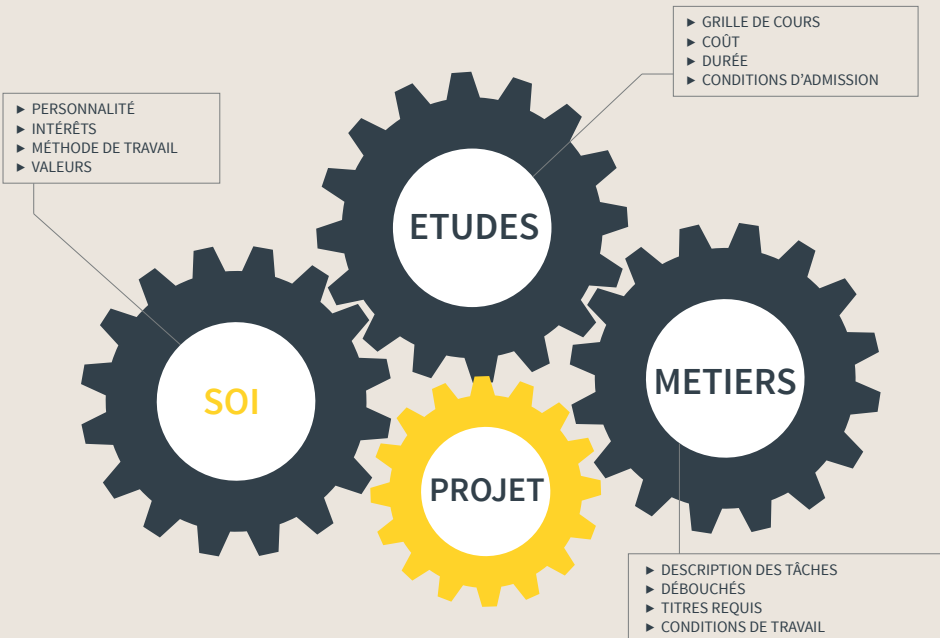 ► GRILLE DE COURS
► COÛT
► DURÉE
► CONDITIONS D'ADMISSION
► PERSONNALITÉ
► INTÉRÊTS
► MÉTHODE DE TRAVAIL
► VALEURS
ETUDES
SOI
METIERS
PROJET
► DESCRIPTION DES TÂCHES
► DÉBOUCHÉS
► TITRES REQUIS
► CONDITIONS DE TRAVAIL